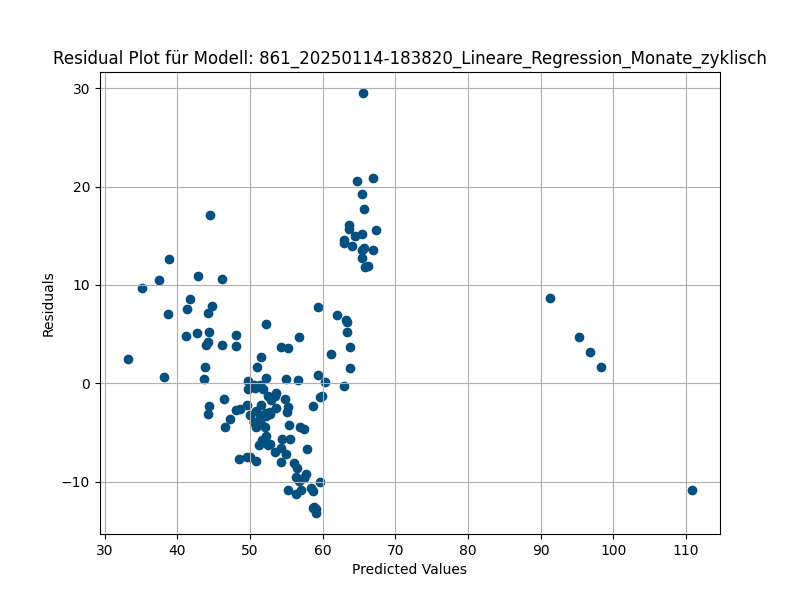 Residual Plot für Modell: 861_20250114-183820_Lineare_Regression_Monate_zyklisch
30
20
10
0
−10
Residuals
30 40 50 60 70 80 90 100 110
Predicted Values